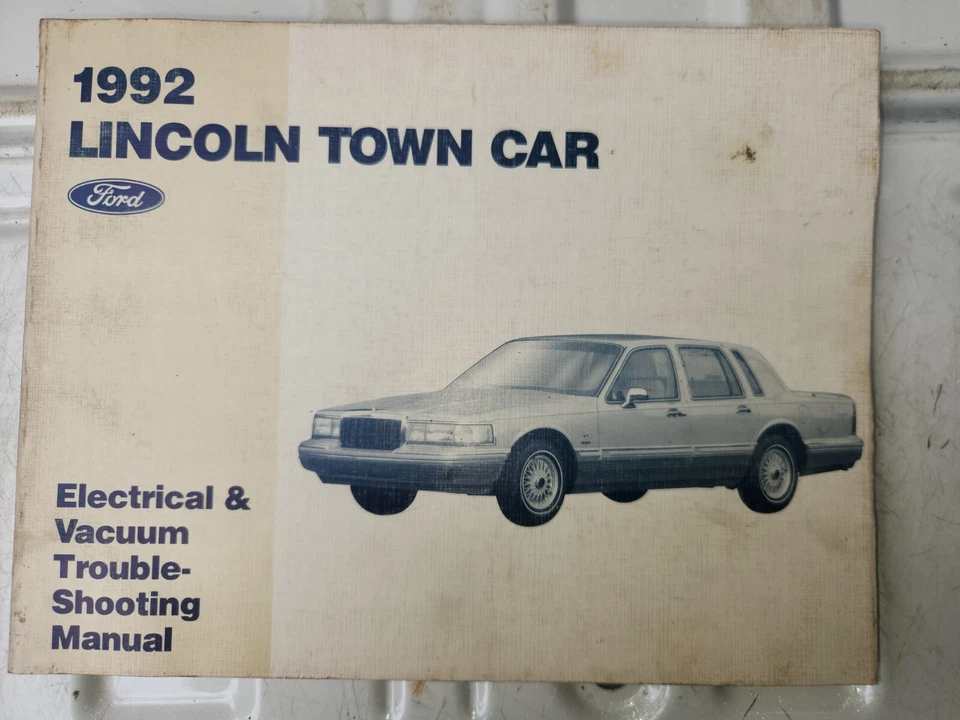 1992
LINCOLN TOWN CAR
Ford
Electrical &
Vacuum
Trouble-
Shooting
Manual